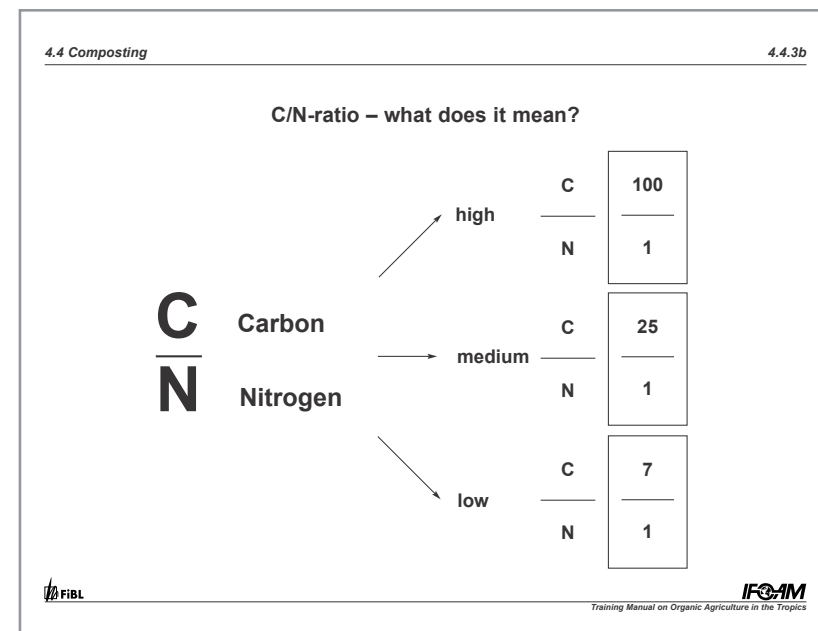 4.4 Composting 4.4.3b
C/N-ratio – what does it mean?
C 100
high
N 1
C Carbon
N Nitrogen
C 25
medium
N 1
C 7
low
N 1
FiBL
IFOAM
Training Manual on Organic Agriculture in the Tropics